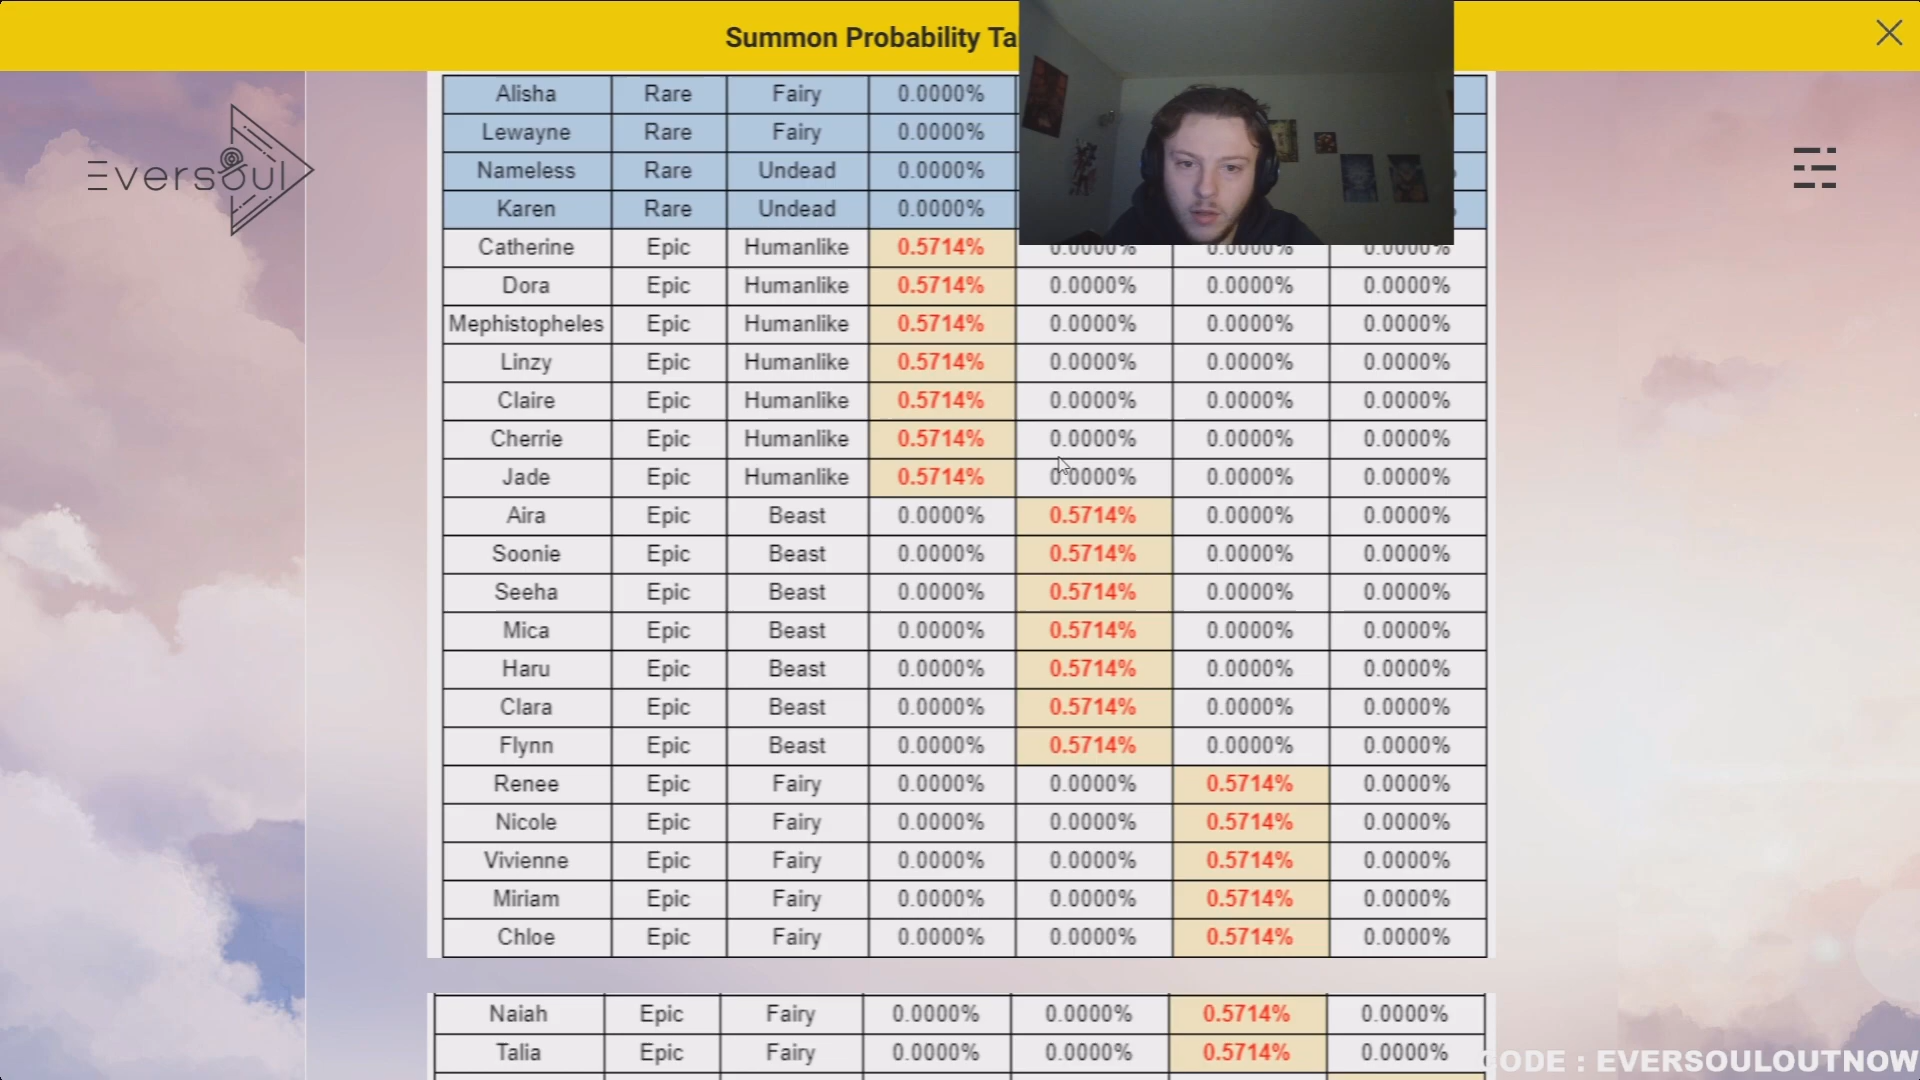 Summon Probability Ta
Eversoul
Alisha Rare Fairy 0.0000%
Lewayne Rare Fairy 0.0000%
Nameless Rare Undead 0.0000%
Karen Rare Undead 0.0000%
Catherine Epic Humanlike 0.5714% 0.0000% 0.0000% 0.0000%
Dora Epic Humanlike 0.5714% 0.0000% 0.0000% 0.0000%
Mephistopheles Epic Humanlike 0.5714% 0.0000% 0.0000% 0.0000%
Linzy Epic Humanlike 0.5714% 0.0000% 0.0000% 0.0000%
Claire Epic Humanlike 0.5714% 0.0000% 0.0000% 0.0000%
Cherrie Epic Humanlike 0.5714% 0.0000% 0.0000% 0.0000%
Jade Epic Humanlike 0.5714% 0.0000% 0.0000% 0.0000%
Aira Epic Beast 0.0000% 0.5714% 0.0000% 0.0000%
Soonie Epic Beast 0.0000% 0.5714% 0.0000% 0.0000%
Seeha Epic Beast 0.0000% 0.5714% 0.0000% 0.0000%
Mica Epic Beast 0.0000% 0.5714% 0.0000% 0.0000%
Haru Epic Beast 0.0000% 0.5714% 0.0000% 0.0000%
Clara Epic Beast 0.0000% 0.5714% 0.0000% 0.0000%
Flynn Epic Beast 0.0000% 0.5714% 0.0000% 0.0000%
Renee Epic Fairy 0.0000% 0.0000% 0.5714% 0.0000%
Nicole Epic Fairy 0.0000% 0.0000% 0.5714% 0.0000%
Vivienne Epic Fairy 0.0000% 0.0000% 0.5714% 0.0000%
Miriam Epic Fairy 0.0000% 0.0000% 0.5714% 0.0000%
Chloe Epic Fairy 0.0000% 0.0000% 0.5714% 0.0000%
Naiah Epic Fairy 0.0000% 0.0000% 0.5714% 0.0000%
Talia Epic Fairy 0.0000% 0.0000% 0.5714% 0.0000%
CODE : EVERSOULOUTNOW